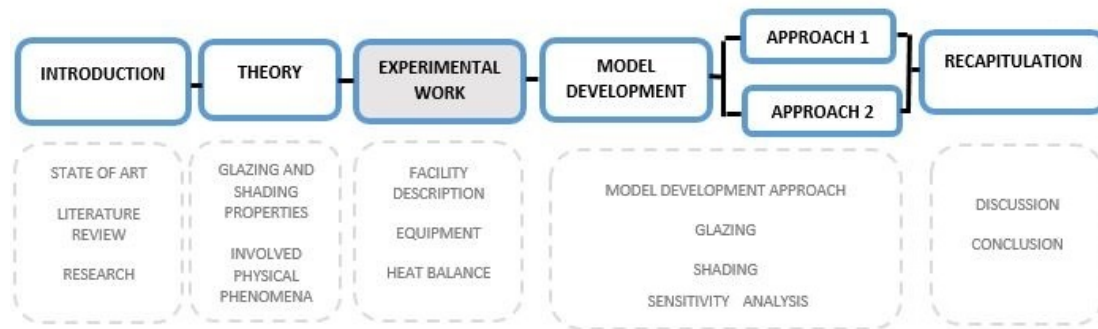 INTRODUCTION
THEORY
EXPERIMENTAL
WORK
MODEL
DEVELOPMENT
APPROACH 1
APPROACH 2
RECAPITULATION
STATE OF ART
LITERATURE
REVIEW
RESEARCH
GLAZING AND
SHADING
PROPERTIES
INVOLVED
PHYSICAL
PHENOMENA
FACILITY
DESCRIPTION
EQUIPMENT
HEAT BALANCE
MODEL DEVELOPMENT APPROACH
GLAZING
SHADING
SENSITIVITY ANALYSIS
DISCUSSION
CONCLUSION